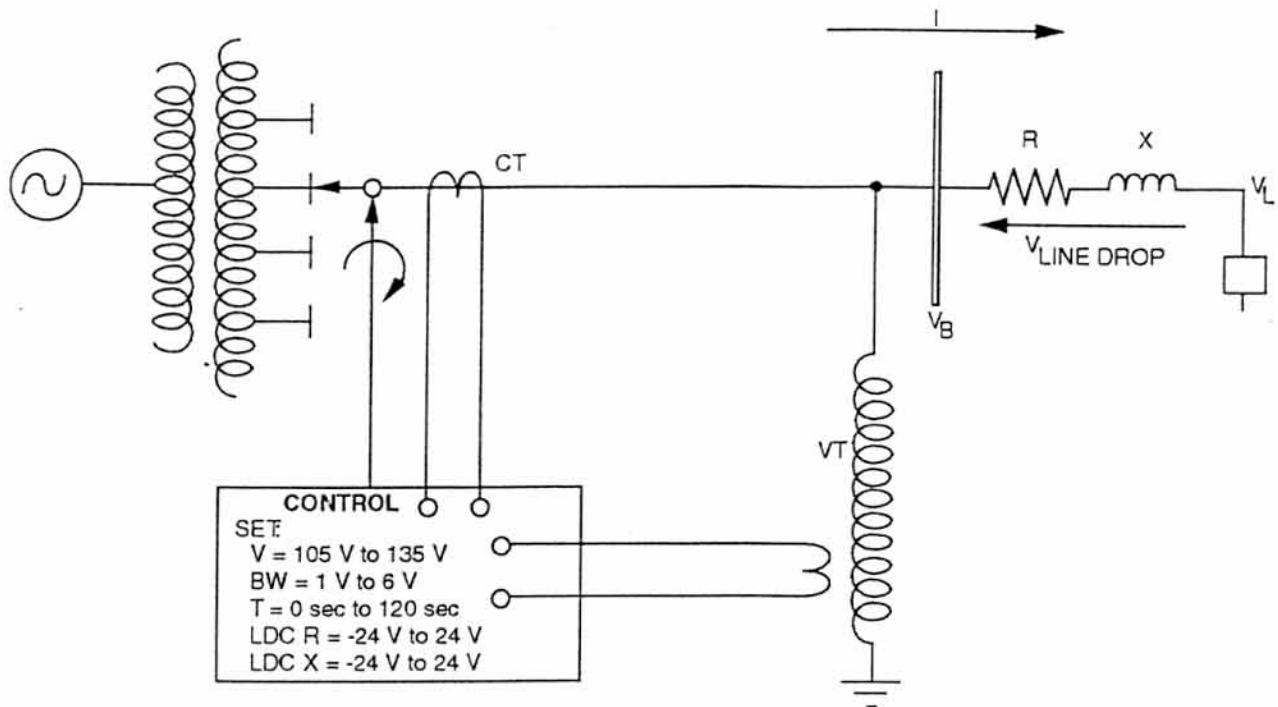 I
CT
R
X
V_L
V_LINE DROP
V_B
VT
CONTROL
SET:
V = 105 V to 135 V
BW = 1 V to 6 V
T = 0 sec to 120 sec
LDC R = -24 V to 24 V
LDC X = -24 V to 24 V